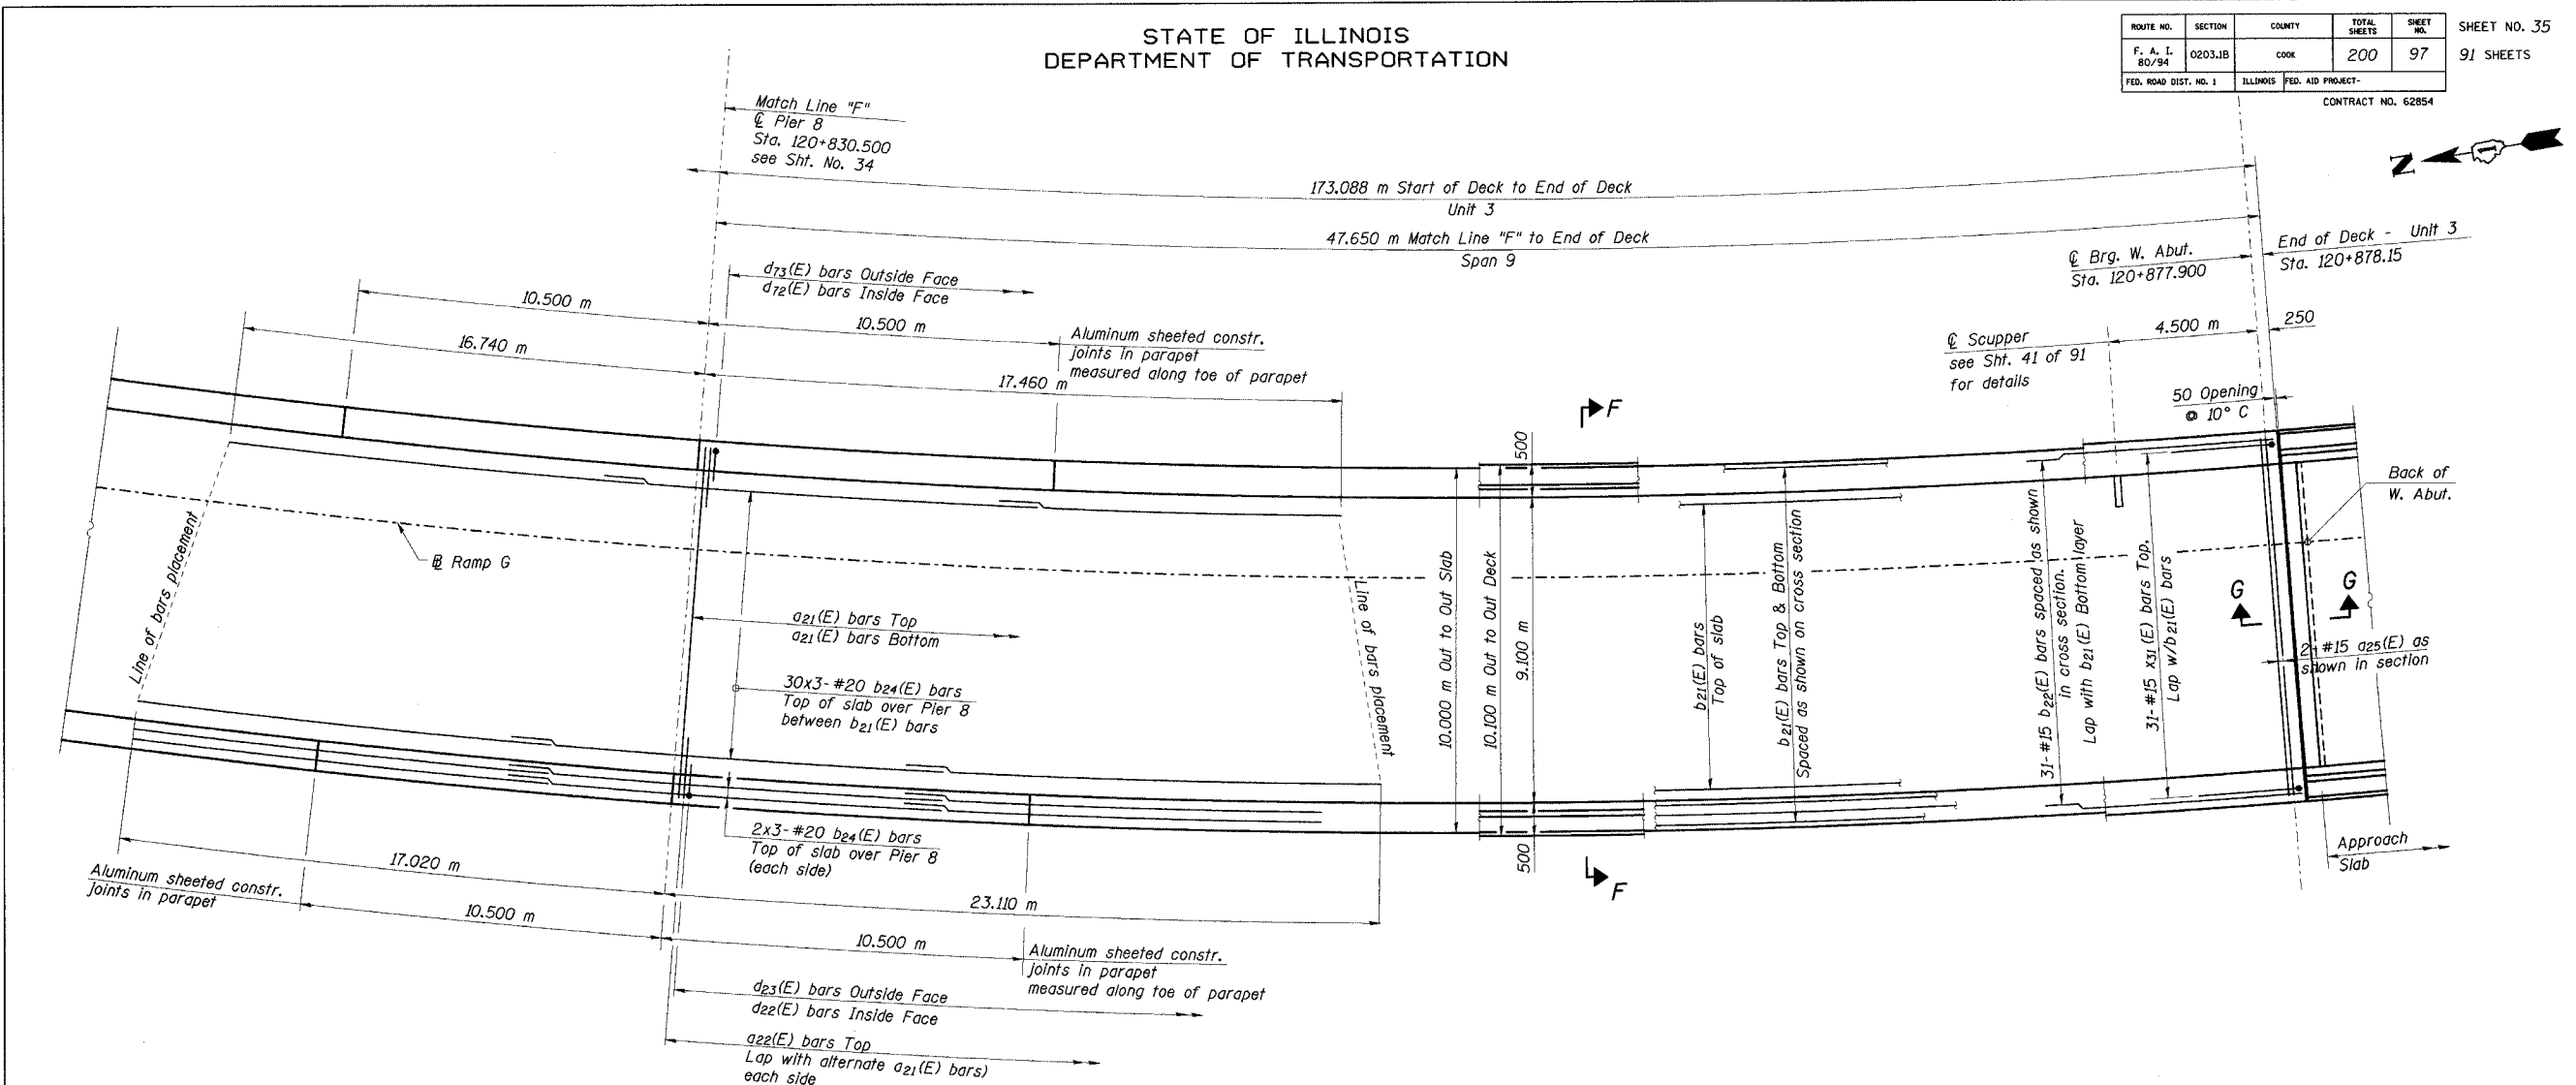 STATE OF ILLINOIS
DEPARTMENT OF TRANSPORTATION
ROUTE NO. SECTION COUNTY TOTAL SHEETS SHEET NO.
F. A. I. 80/94 0203.1B COOK 200 97
FED. ROAD DIST. NO. 1 ILLINOIS FED. AID PROJECT-
SHEET NO. 35
91 SHEETS
CONTRACT NO. 62854
Match Line "F"
℄ Pier 8
Sta. 120+830.500
see Sht. No. 34
N
173.088 m Start of Deck to End of Deck
Unit 3
47.650 m Match Line "F" to End of Deck
Span 9
℄ Brg. W. Abut.
Sta. 120+877.900
End of Deck - Unit 3
Sta. 120+878.15
d73(E) bars Outside Face
d72(E) bars Inside Face
10.500 m
10.500 m
16.740 m
17.460 m
Aluminum sheeted constr.
joints in parapet
measured along toe of parapet
℄ Scupper
see Sht. 41 of 91
for details
4.500 m
250
50 Opening
@ 10° C
F
500
Back of
W. Abut.
Line of bars placement
℄ Ramp G
a21(E) bars Top
a21(E) bars Bottom
30x3-#20 b24(E) bars
Top of slab over Pier 8
between b21(E) bars
Line of bars placement
10.000 m Out to Out Slab
10.100 m Out to Out Deck
9.100 m
b21(E) bars
Top of slab
b21(E) bars Top & Bottom
Spaced as shown on cross section
31-#15 b22(E) bars spaced as shown
in cross section.
Lap with b21(E) Bottom layer
31-#15 x31(E) bars Top.
Lap w/b21(E) bars
G
G
2-#15 a25(E) as
shown in section
2x3-#20 b24(E) bars
Top of slab over Pier 8
(each side)
500
F
Approach
Slab
Aluminum sheeted constr.
joints in parapet
17.020 m
10.500 m
23.110 m
10.500 m
Aluminum sheeted constr.
joints in parapet
measured along toe of parapet
d23(E) bars Outside Face
d22(E) bars Inside Face
a22(E) bars Top
Lap with alternate a21(E) bars)
each side